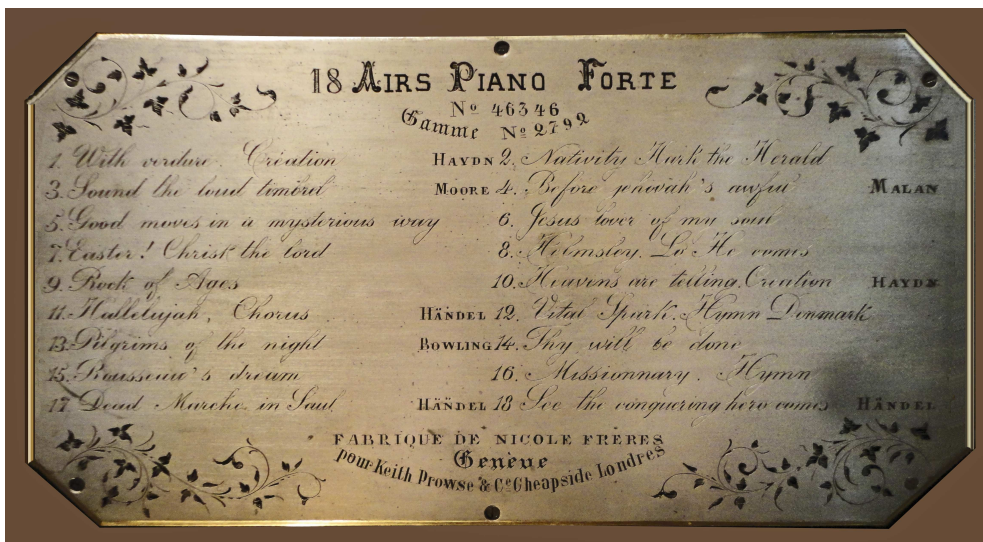 18 AIRS PIANO FORTE
Nº 46346
Gamme Nº 2792
1. With verdure. Création HAYDN 2. Nativity Hark the Herald
3. Sound the loud timbrel MOORE 4. Before jehovah's awful MALAN
5. Good moves in a mysterious way 6. Jesus lover of my soul
7. Easter! Christ the lord 8. Helmsley. Lo He comes
9. Rock of Ages 10. Heavens are telling. Creation HAYDN
11. Hallelujah, Chorus HÄNDEL 12. Vital Spark. Hymn Denmark
13. Pilgrims of the night BOWLING 14. Thy will be done
15. Rousseau's dream 16. Missionnary. Hymn
17. Dead Marche in Saul. HÄNDEL 18 See the conquering hero comes HÄNDEL
FABRIQUE DE NICOLE FRERES
Genève
pour Keith Prowse & Cº Cheapside Londres